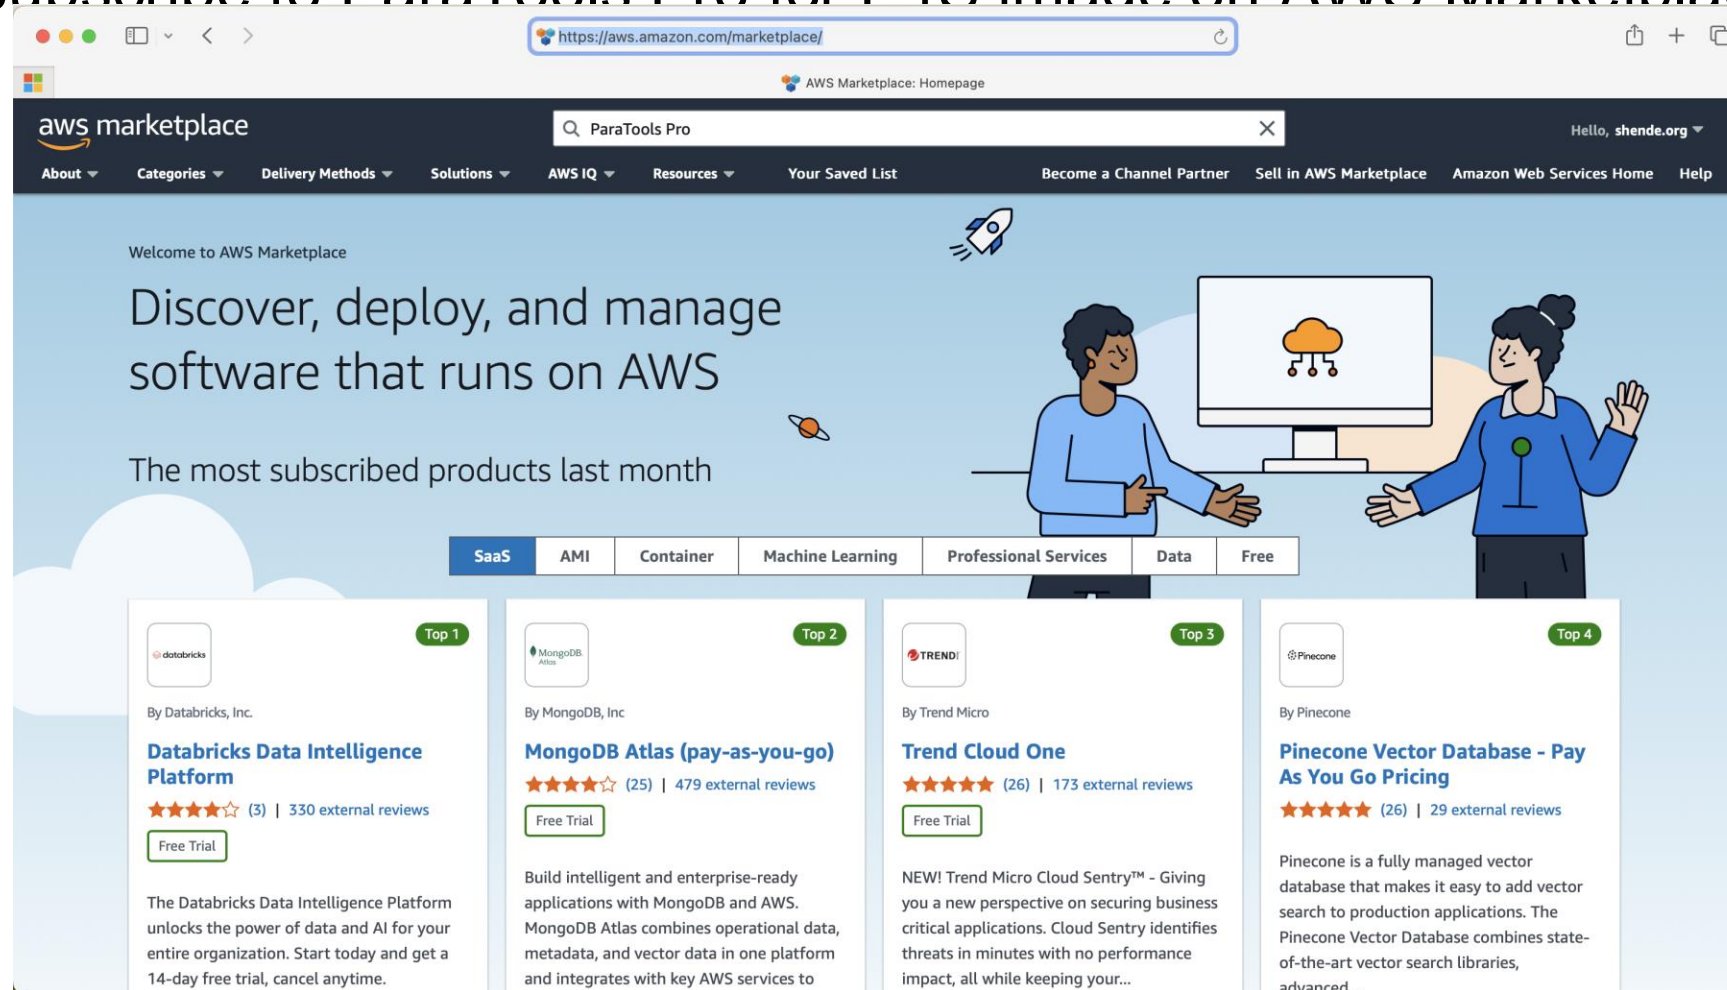 https://aws.amazon.com/marketplace/
AWS Marketplace: Homepage
aws marketplace
ParaTools Pro
Hello, shende.org
About Categories Delivery Methods Solutions AWS IQ Resources Your Saved List Become a Channel Partner Sell in AWS Marketplace Amazon Web Services Home Help
Welcome to AWS Marketplace
Discover, deploy, and manage
software that runs on AWS
The most subscribed products last month
SaaS AMI Container Machine Learning Professional Services Data Free
databricks
Top 1
By Databricks, Inc.
Databricks Data Intelligence
Platform
(3) | 330 external reviews
Free Trial
The Databricks Data Intelligence Platform
unlocks the power of data and AI for your
entire organization. Start today and get a
14-day free trial, cancel anytime.
MongoDB.
Atlas
Top 2
By MongoDB, Inc
MongoDB Atlas (pay-as-you-go)
(25) | 479 external reviews
Free Trial
Build intelligent and enterprise-ready
applications with MongoDB and AWS.
MongoDB Atlas combines operational data,
metadata, and vector data in one platform
and integrates with key AWS services to
TREND
Top 3
By Trend Micro
Trend Cloud One
(26) | 173 external reviews
Free Trial
NEW! Trend Micro Cloud Sentry™ - Giving
you a new perspective on securing business
critical applications. Cloud Sentry identifies
threats in minutes with no performance
impact, all while keeping your...
Pinecone
Top 4
By Pinecone
Pinecone Vector Database - Pay
As You Go Pricing
(26) | 29 external reviews
Pinecone is a fully managed vector
database that makes it easy to add vector
search to production applications. The
Pinecone Vector Database combines state-
of-the-art vector search libraries,
advanced...